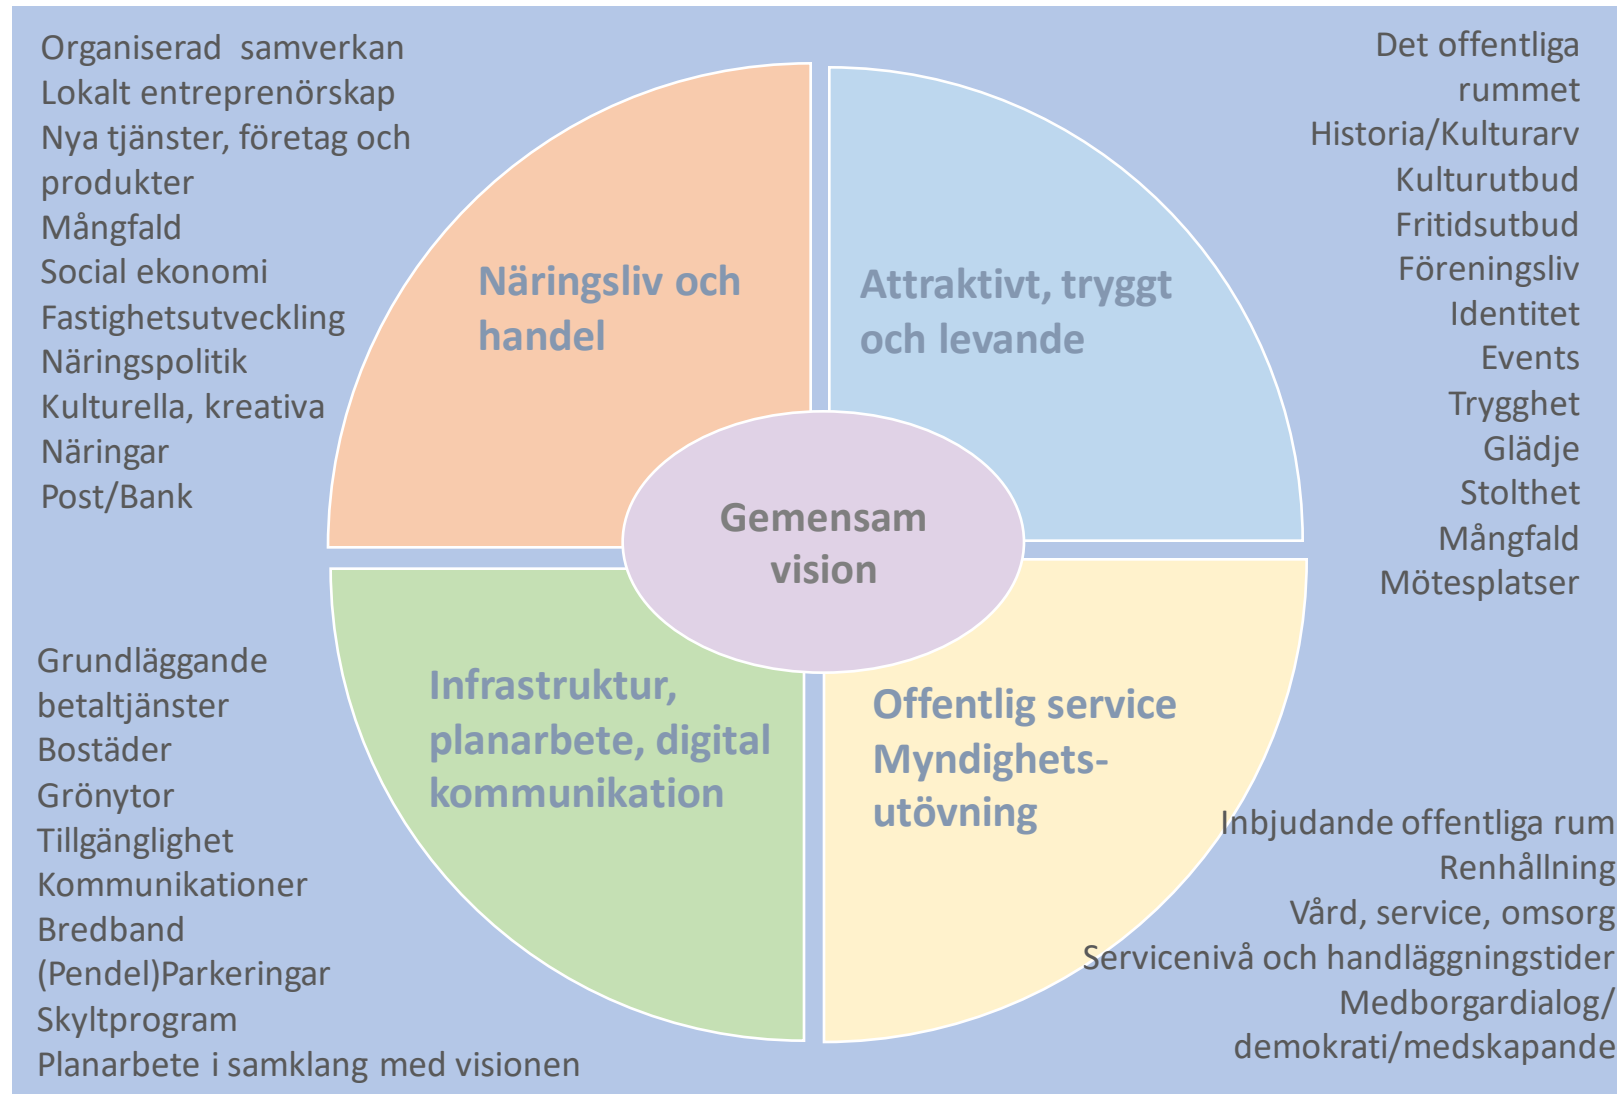 Organiserad samverkan
Lokalt entreprenörskap
Nya tjänster, företag och
produkter
Mångfald
Social ekonomi
Fastighetsutveckling
Näringspolitik
Kulturella, kreativa
Näringar
Post/Bank
Det offentliga
rummet
Historia/Kulturarv
Kulturutbud
Fritidsutbud
Föreningsliv
Identitet
Events
Trygghet
Glädje
Stolthet
Mångfald
Mötesplatser
Näringsliv och
handel
Attraktivt, tryggt
och levande
Gemensam
vision
Infrastruktur,
planarbete, digital
kommunikation
Offentlig service
Myndighets-
utövning
Grundläggande
betaltjänster
Bostäder
Grönytor
Tillgänglighet
Kommunikationer
Bredband
(Pendel)Parkeringar
Skyltprogram
Planarbete i samklang med visionen
Inbjudande offentliga rum
Renhållning
Vård, service, omsorg
Servicenivå och handläggningstider
Medborgardialog/
demokrati/medskapande